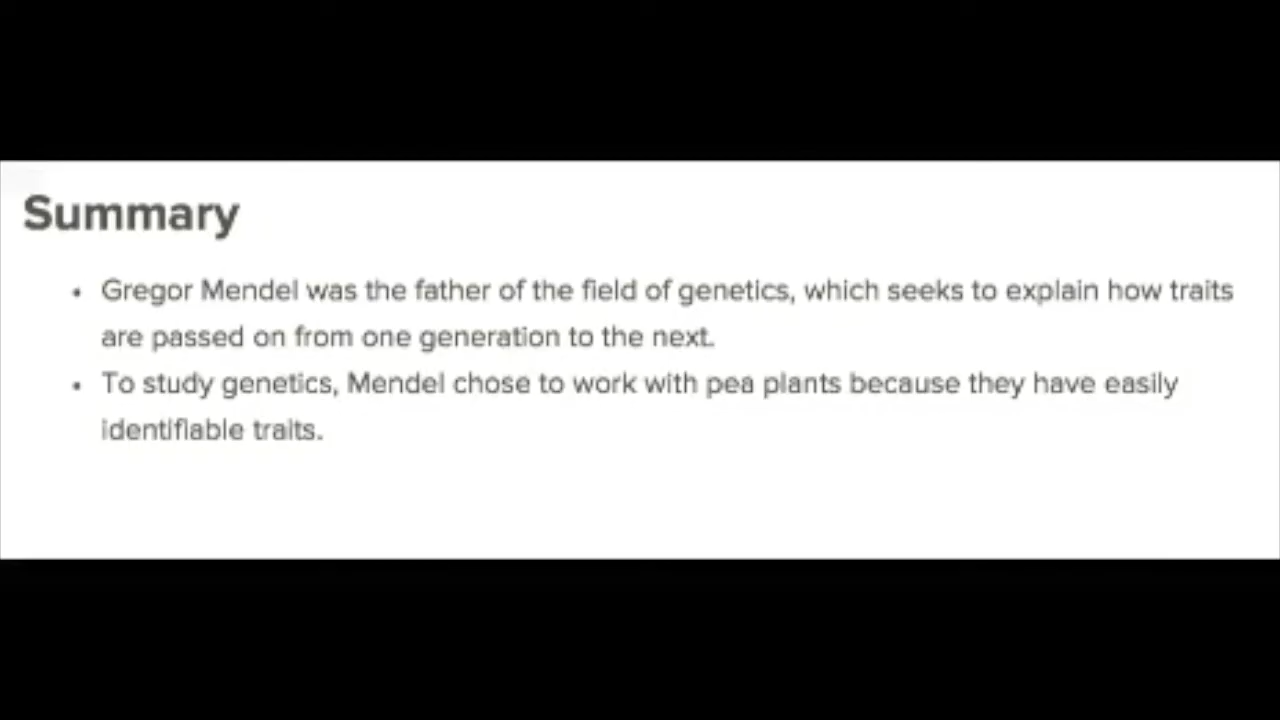 Summary
• Gregor Mendel was the father of the field of genetics, which seeks to explain how traits
are passed on from one generation to the next.
• To study genetics, Mendel chose to work with pea plants because they have easily
identifiable traits.